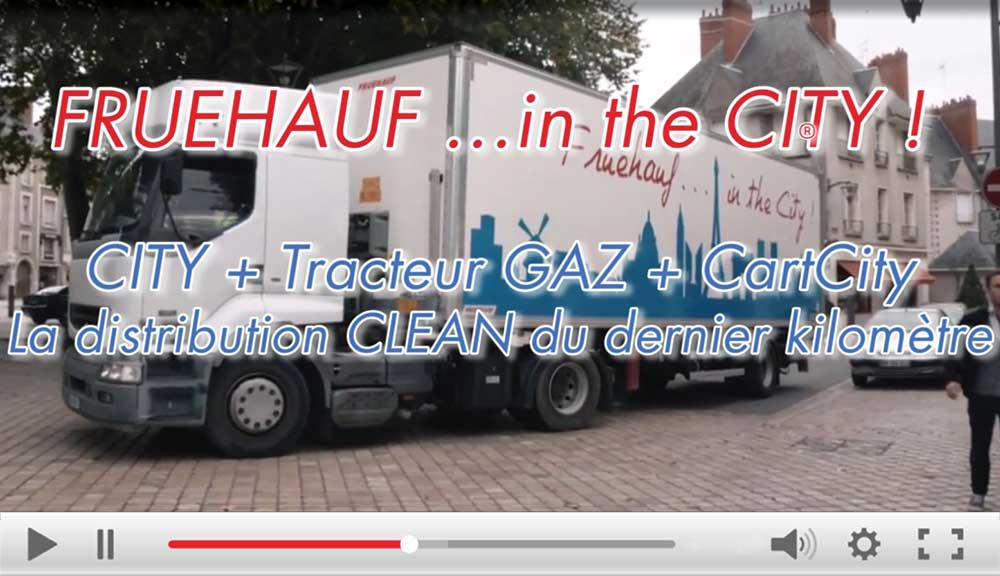 FRUEHAUF ...in the CITY ! ®
FRUEHAUF
Fruehauf... in the City !
CITY + Tracteur GAZ + CartCity
La distribution CLEAN du dernier kilomètre